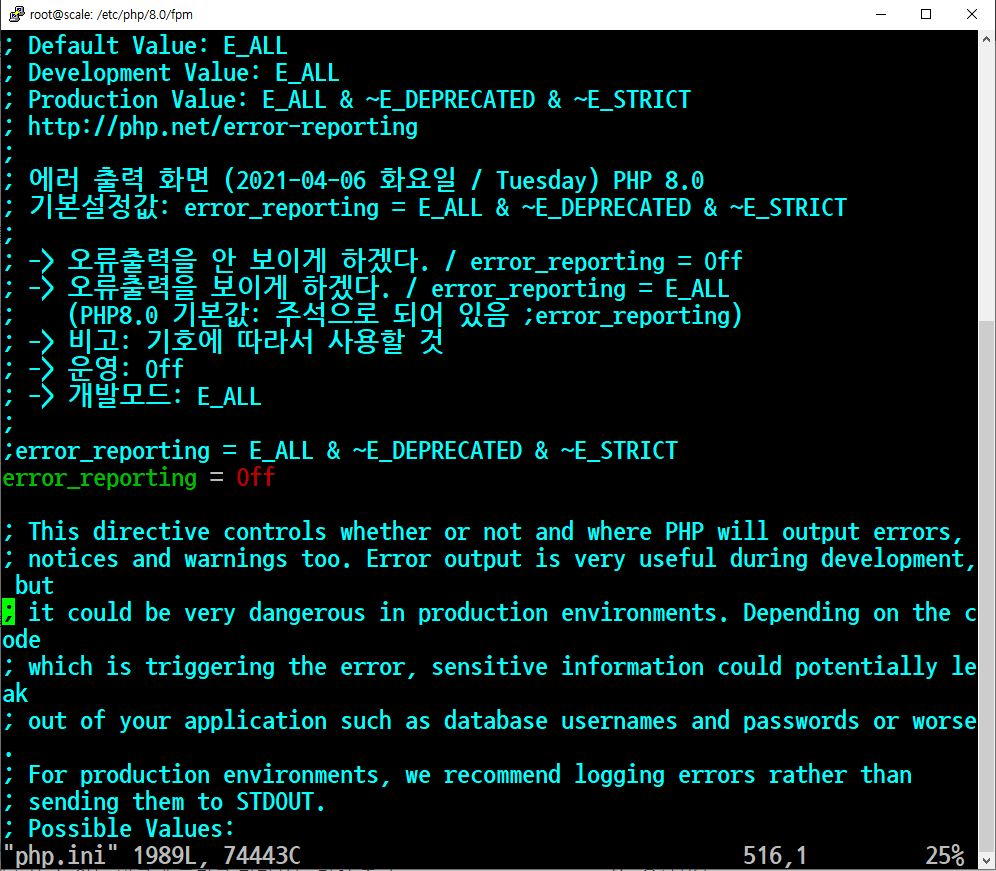 root@scale: /etc/php/8.0/fpm
; Default Value: E_ALL
; Development Value: E_ALL
; Production Value: E_ALL & ~E_DEPRECATED & ~E_STRICT
; http://php.net/error-reporting
;
; 에러 출력 화면 (2021-04-06 화요일 / Tuesday) PHP 8.0
; 기본설정값: error_reporting = E_ALL & ~E_DEPRECATED & ~E_STRICT
;
; -> 오류출력을 안 보이게 하겠다. / error_reporting = Off
; -> 오류출력을 보이게 하겠다. / error_reporting = E_ALL
;    (PHP8.0 기본값: 주석으로 되어 있음 ;error_reporting)
; -> 비고: 기호에 따라서 사용할 것
; -> 운영: Off
; -> 개발모드: E_ALL
;
;error_reporting = E_ALL & ~E_DEPRECATED & ~E_STRICT
error_reporting = Off
; This directive controls whether or not and where PHP will output errors,
; notices and warnings too. Error output is very useful during development,
but
; it could be very dangerous in production environments. Depending on the c
ode
; which is triggering the error, sensitive information could potentially le
ak
; out of your application such as database usernames and passwords or worse
.
; For production environments, we recommend logging errors rather than
; sending them to STDOUT.
; Possible Values:
"php.ini" 1989L, 74443C 516,1 25%